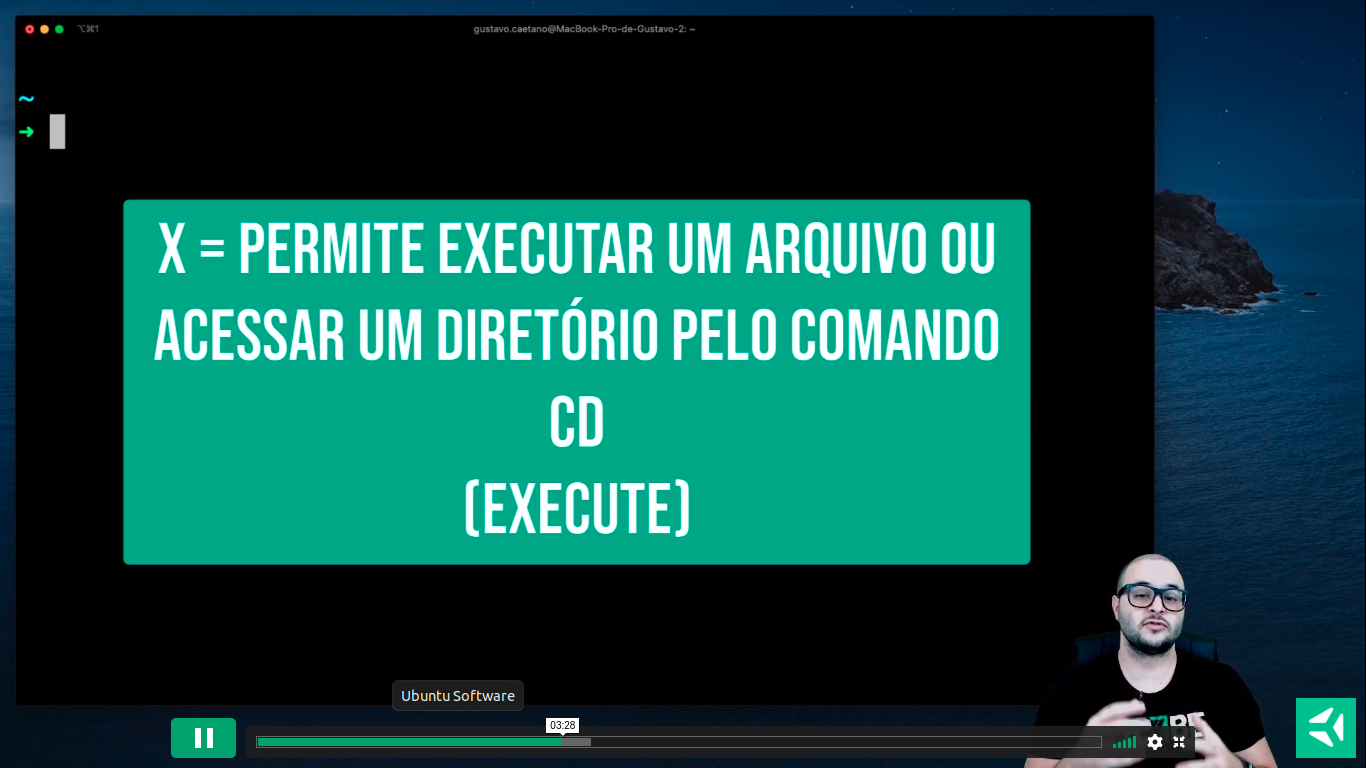 ⌥⌘1
gustavo.caetano@MacBook-Pro-de-Gustavo-2: ~
~
➜
X = PERMITE EXECUTAR UM ARQUIVO OU
ACESSAR UM DIRETÓRIO PELO COMANDO
CD
(EXECUTE)
Ubuntu Software
03:28